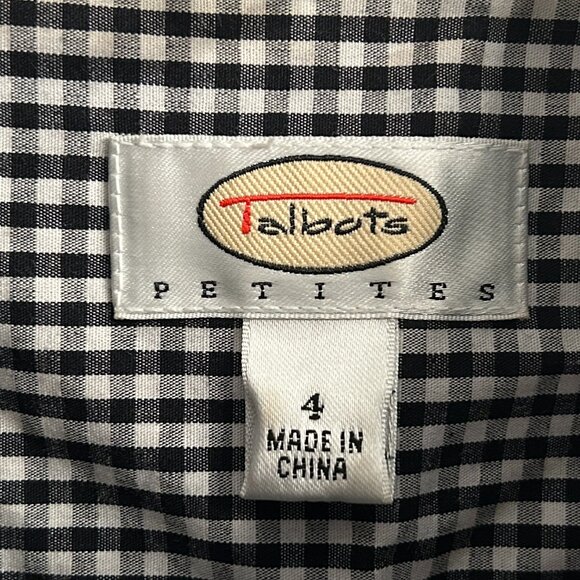 Talbots
PETITES
4
MADE IN
CHINA